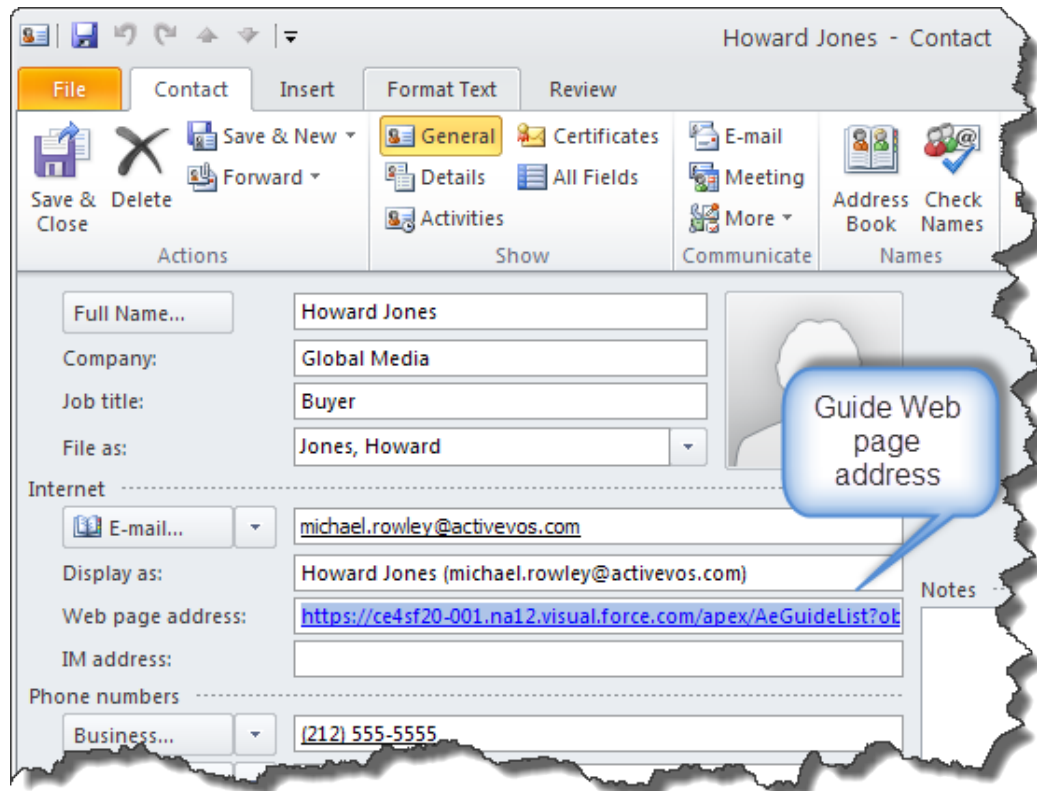 Howard Jones - Contact
File Contact Insert Format Text Review
Save & Close
Delete
Save & New
Forward
Actions
General
Certificates
Details
All Fields
Activities
Show
E-mail
Meeting
More
Communicate
Address Book
Check Names
Names
Full Name... Howard Jones
Company: Global Media
Job title: Buyer
File as: Jones, Howard
Guide Web
page
address
Internet
E-mail... michael.rowley@activevos.com
Display as: Howard Jones (michael.rowley@activevos.com)
Notes
Web page address: https://ce4sf20-001.na12.visual.force.com/apex/AeGuideList?ob
IM address:
Phone numbers
Business... (212) 555-5555